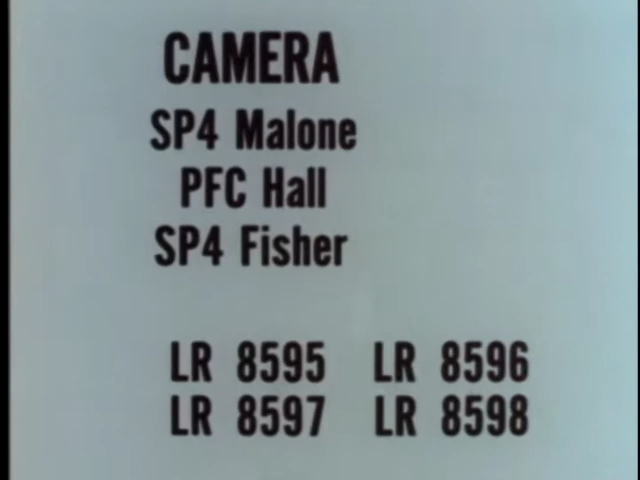 CAMERA
SP4 Malone
PFC Hall
SP4 Fisher
LR 8595 LR 8596
LR 8597 LR 8598